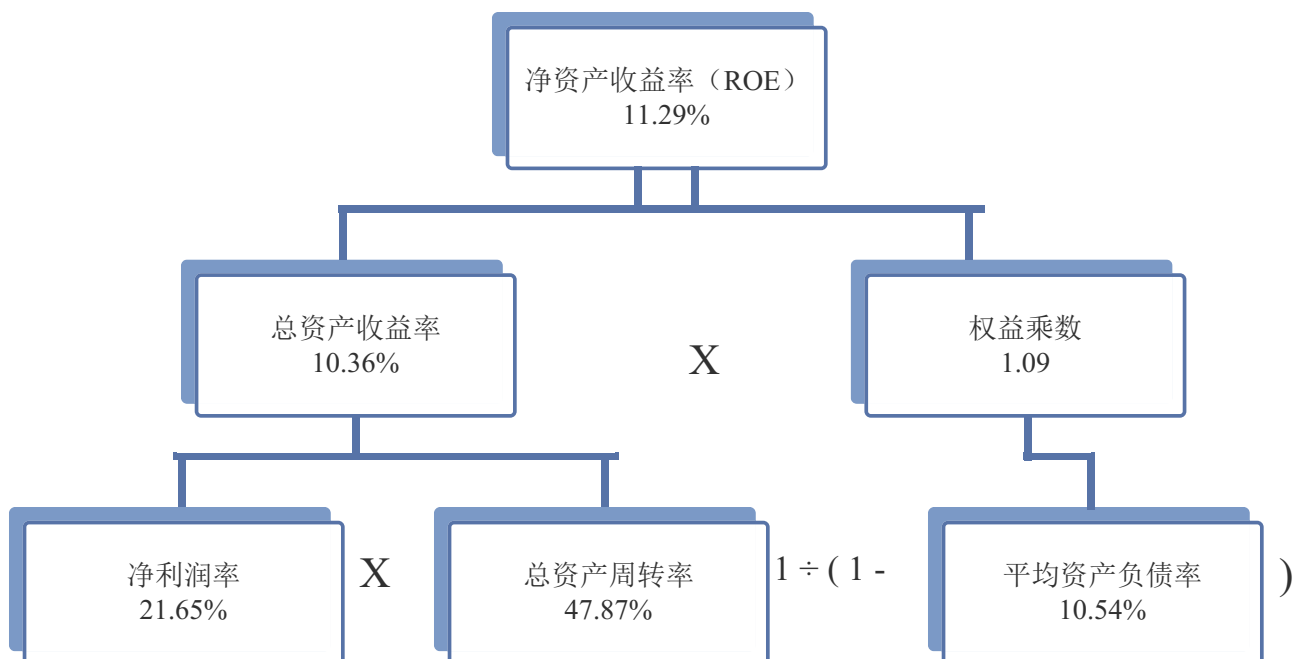 净资产收益率（ROE）
11.29%
总资产收益率
10.36%
X
权益乘数
1.09
净利润率
21.65%
X
总资产周转率
47.87%
1 ÷ ( 1 -
平均资产负债率
10.54%
)